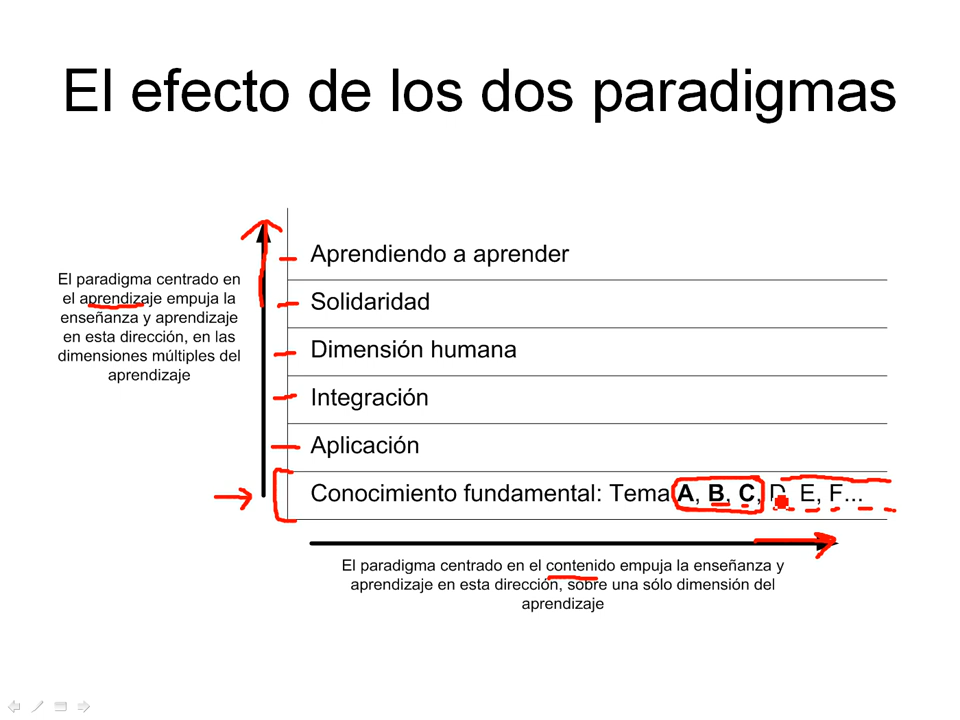 El efecto de los dos paradigmas
El paradigma centrado en
el aprendizaje empuja la
enseñanza y aprendizaje
en esta dirección, en las
dimensiones múltiples del
aprendizaje
Aprendiendo a aprender
Solidaridad
Dimensión humana
Integración
Aplicación
Conocimiento fundamental: Tema A, B, C, D, E, F...
El paradigma centrado en el contenido empuja la enseñanza y
aprendizaje en esta dirección, sobre una sólo dimensión del
aprendizaje